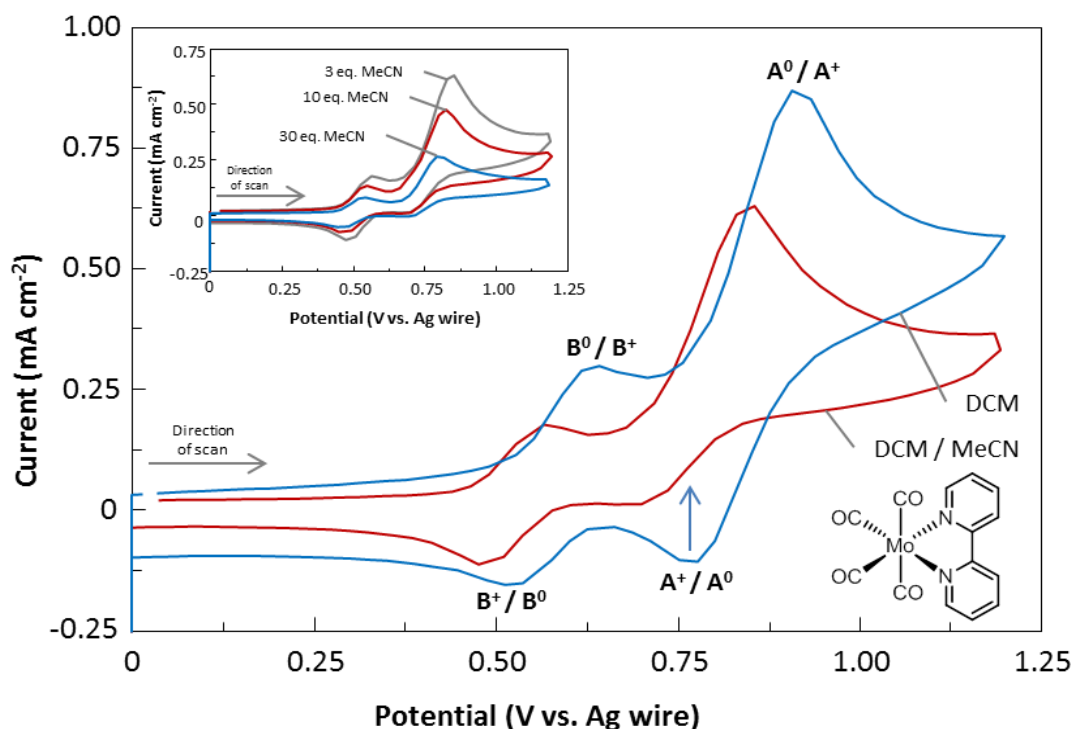 1.00
0.75
0.50
0.25
0
-0.25
Current (mA cm⁻²)
0
0.25
0.50
0.75
1.00
1.25
Potential (V vs. Ag wire)
0.75
0.50
0.25
0
-0.25
Current (mA cm⁻²)
3 eq. MeCN
10 eq. MeCN
30 eq. MeCN
Direction
of scan
0.00
0.25
0.50
0.75
1.00
1.25
Potential (V vs. Ag wire)
A⁰ / A⁺
B⁰ / B⁺
Direction
of scan
DCM
DCM / MeCN
B⁺ / B⁰
A⁺ / A⁰
CO
OC
N
Mo
OC
N
CO